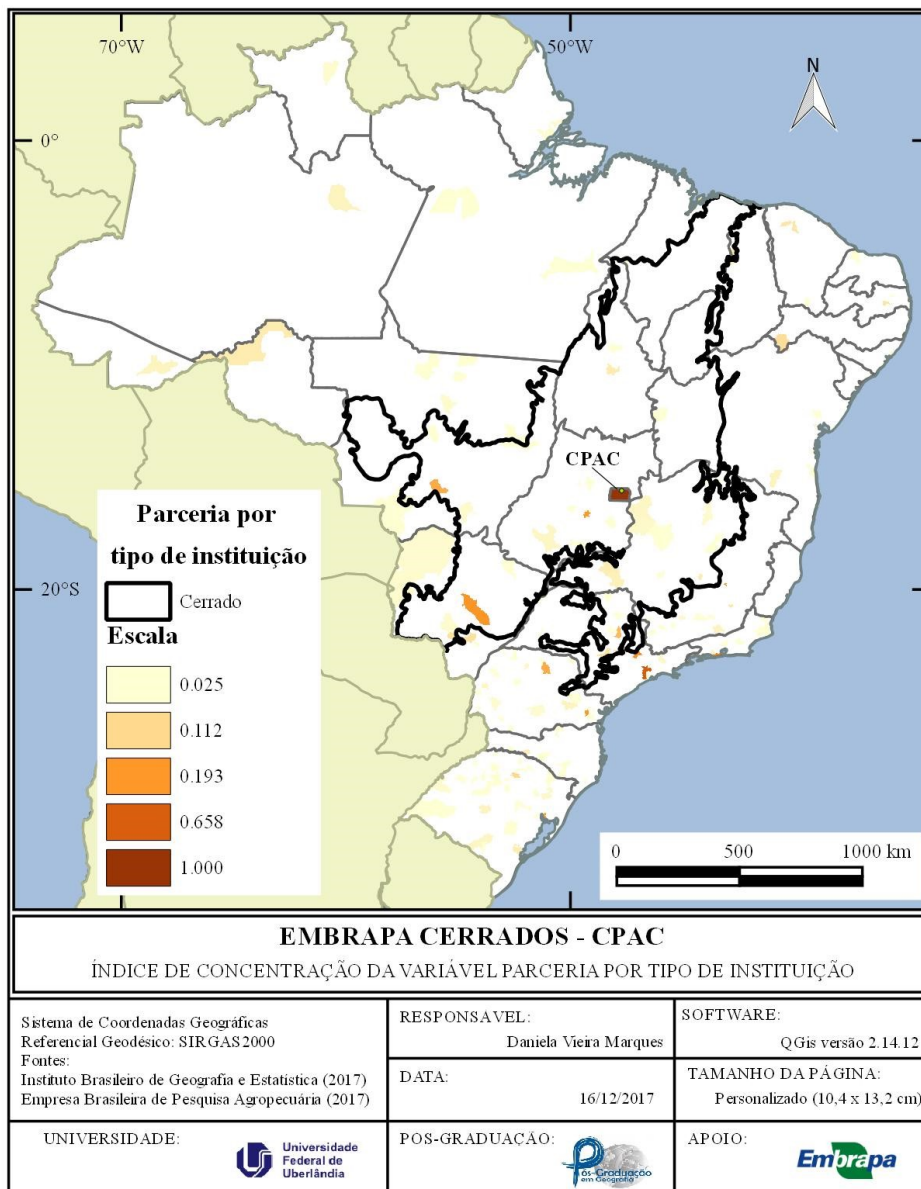 70°W
50°W
N
0°
CPAC
20°S
Parceria por
tipo de instituição
Cerrado
Escala
0.025
0.112
0.193
0.658
1.000
0
500
1000 km
EMBRAPA CERRADOS - CPAC
ÍNDICE DE CONCENTRAÇÃO DA VARIÁVEL PARCERIA POR TIPO DE INSTITUIÇÃO
Sistema de Coordenadas Geográficas
Referencial Geodésico: SIRGAS2000
Fontes:
Instituto Brasileiro de Geografia e Estatística (2017)
Empresa Brasileira de Pesquisa Agropecuária (2017)
RESPONSAVEL:
Daniela Vieira Marques
SOFTWARE:
QGis versão 2.14.12
DATA:
16/12/2017
TAMANHO DA PÁGINA:
Personalizado (10,4 x 13,2 cm)
UNIVERSIDADE:
Universidade
Federal de
Uberlândia
POS-GRADUAÇÃO:
Pós-Graduação
em Geografia
APOIO:
Embrapa